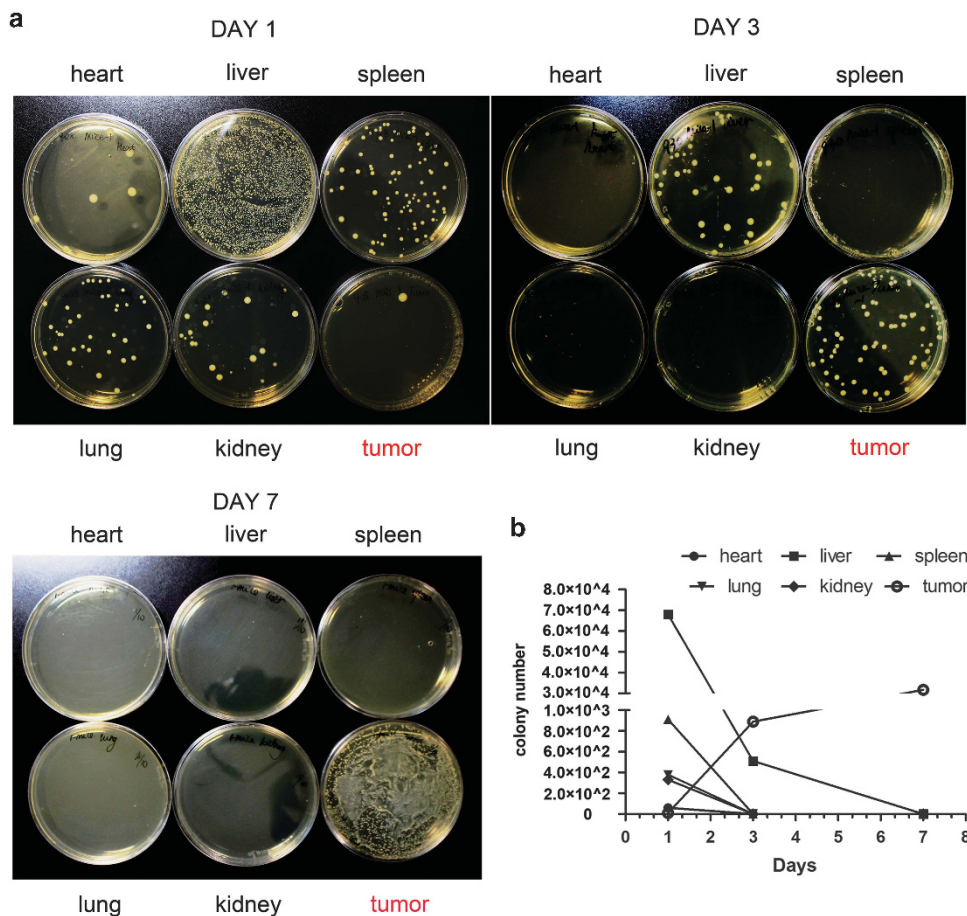 a
DAY 1
heart liver spleen
lung kidney tumor
DAY 3
heart liver spleen
lung kidney tumor
DAY 7
heart liver spleen
lung kidney tumor
b
heart liver spleen
lung kidney tumor
colony number
8.0×10^4
7.0×10^4
6.0×10^4
5.0×10^4
4.0×10^4
3.0×10^4
1.0×10^3
8.0×10^2
6.0×10^2
4.0×10^2
2.0×10^2
0
0 1 2 3 4 5 6 7 8
Days